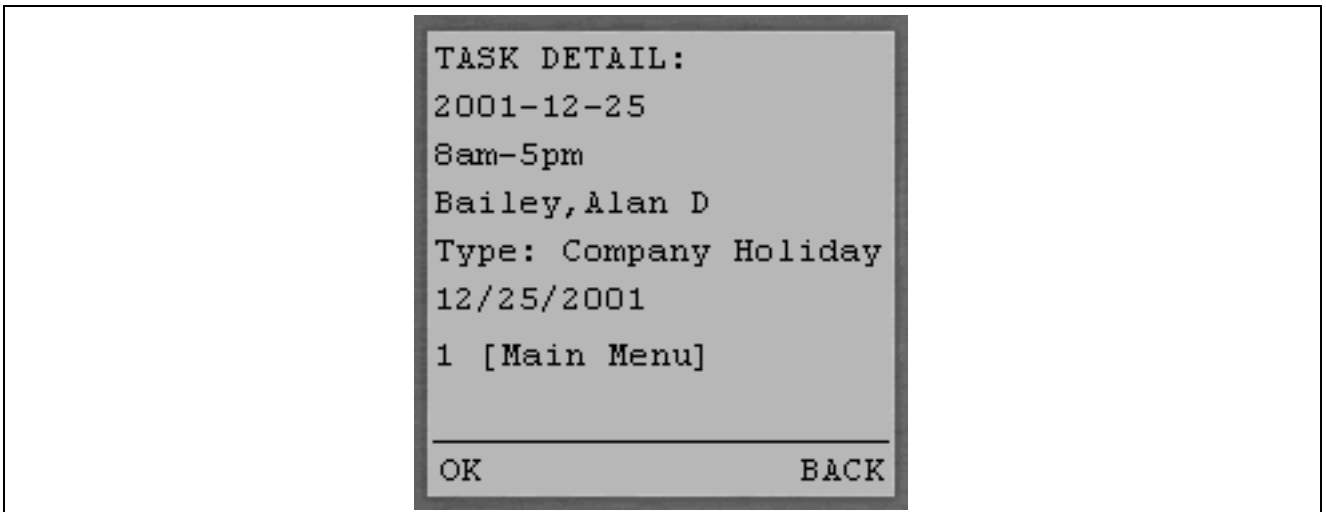 TASK DETAIL:
2001-12-25
8am-5pm
Bailey,Alan D
Type: Company Holiday
12/25/2001
1 [Main Menu]
OK BACK